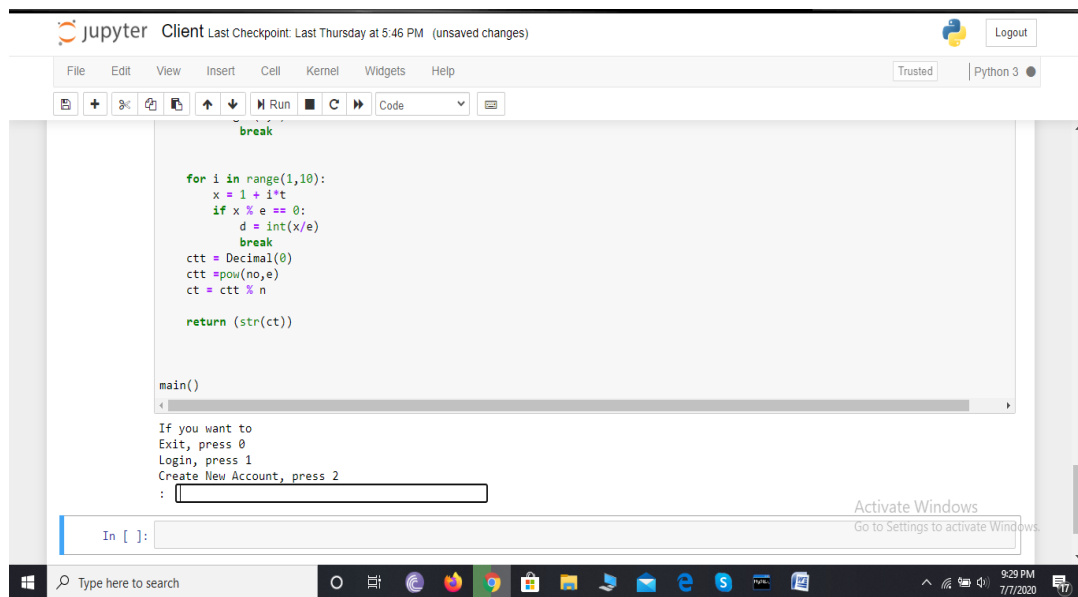 jupyter Client Last Checkpoint: Last Thursday at 5:46 PM (unsaved changes)
Logout
File Edit View Insert Cell Kernel Widgets Help
Trusted Python 3
Run Code
break
for i in range(1,10):
x = 1 + i*t
if x % e == 0:
d = int(x/e)
break
ctt = Decimal(0)
ctt =pow(no,e)
ct = ctt % n
return (str(ct))
main()
If you want to
Exit, press 0
Login, press 1
Create New Account, press 2
:
Activate Windows
Go to Settings to activate Windows.
In [ ]:
Type here to search
9:29 PM
7/7/2020
17